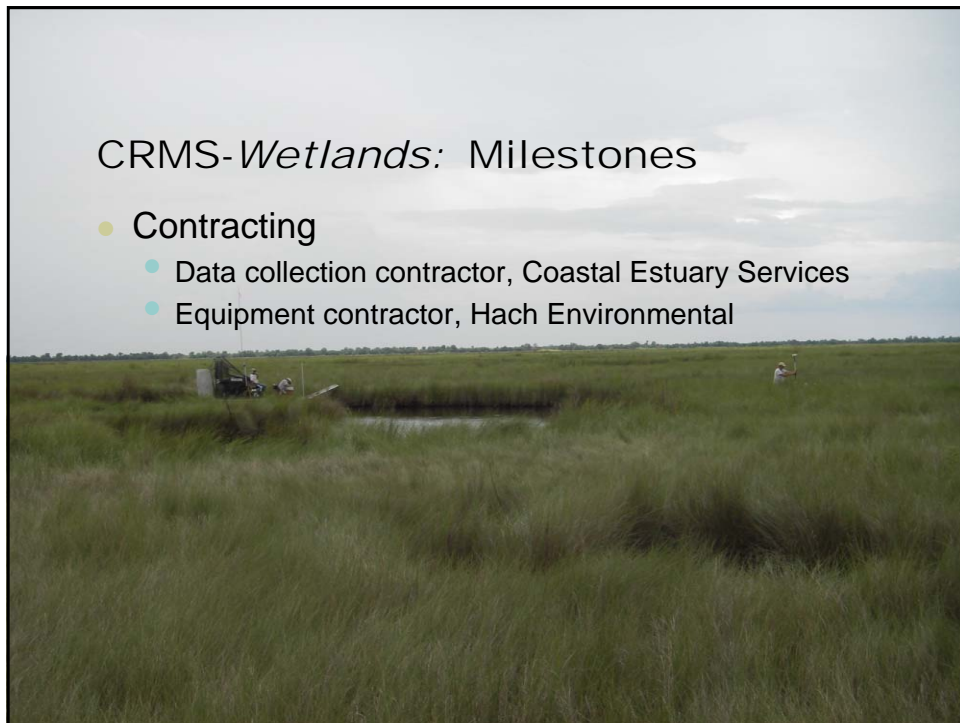 CRMS-Wetlands: Milestones
Contracting
Data collection contractor, Coastal Estuary Services
Equipment contractor, Hach Environmental